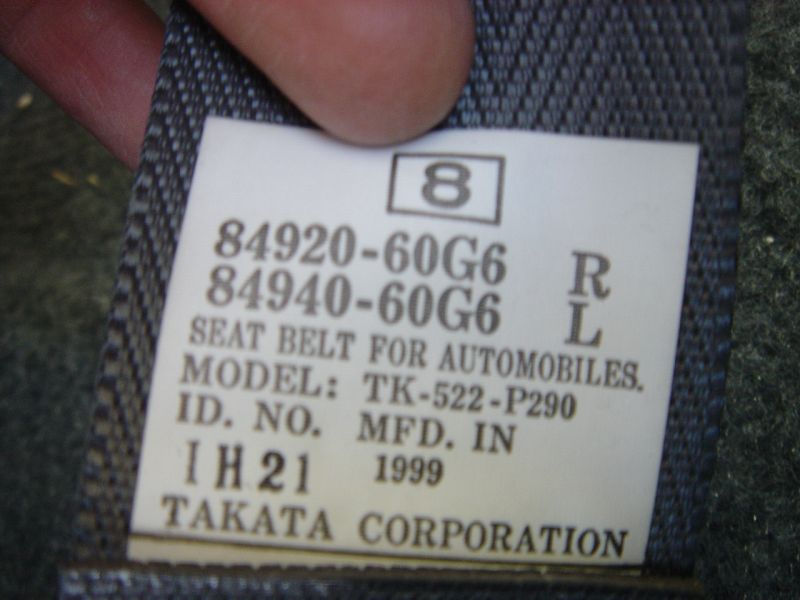 8
84920-60G6 R
84940-60G6 L
SEAT BELT FOR AUTOMOBILES.
MODEL: TK-522-P290
ID. NO. MFD. IN
IH21 1999
TAKATA CORPORATION